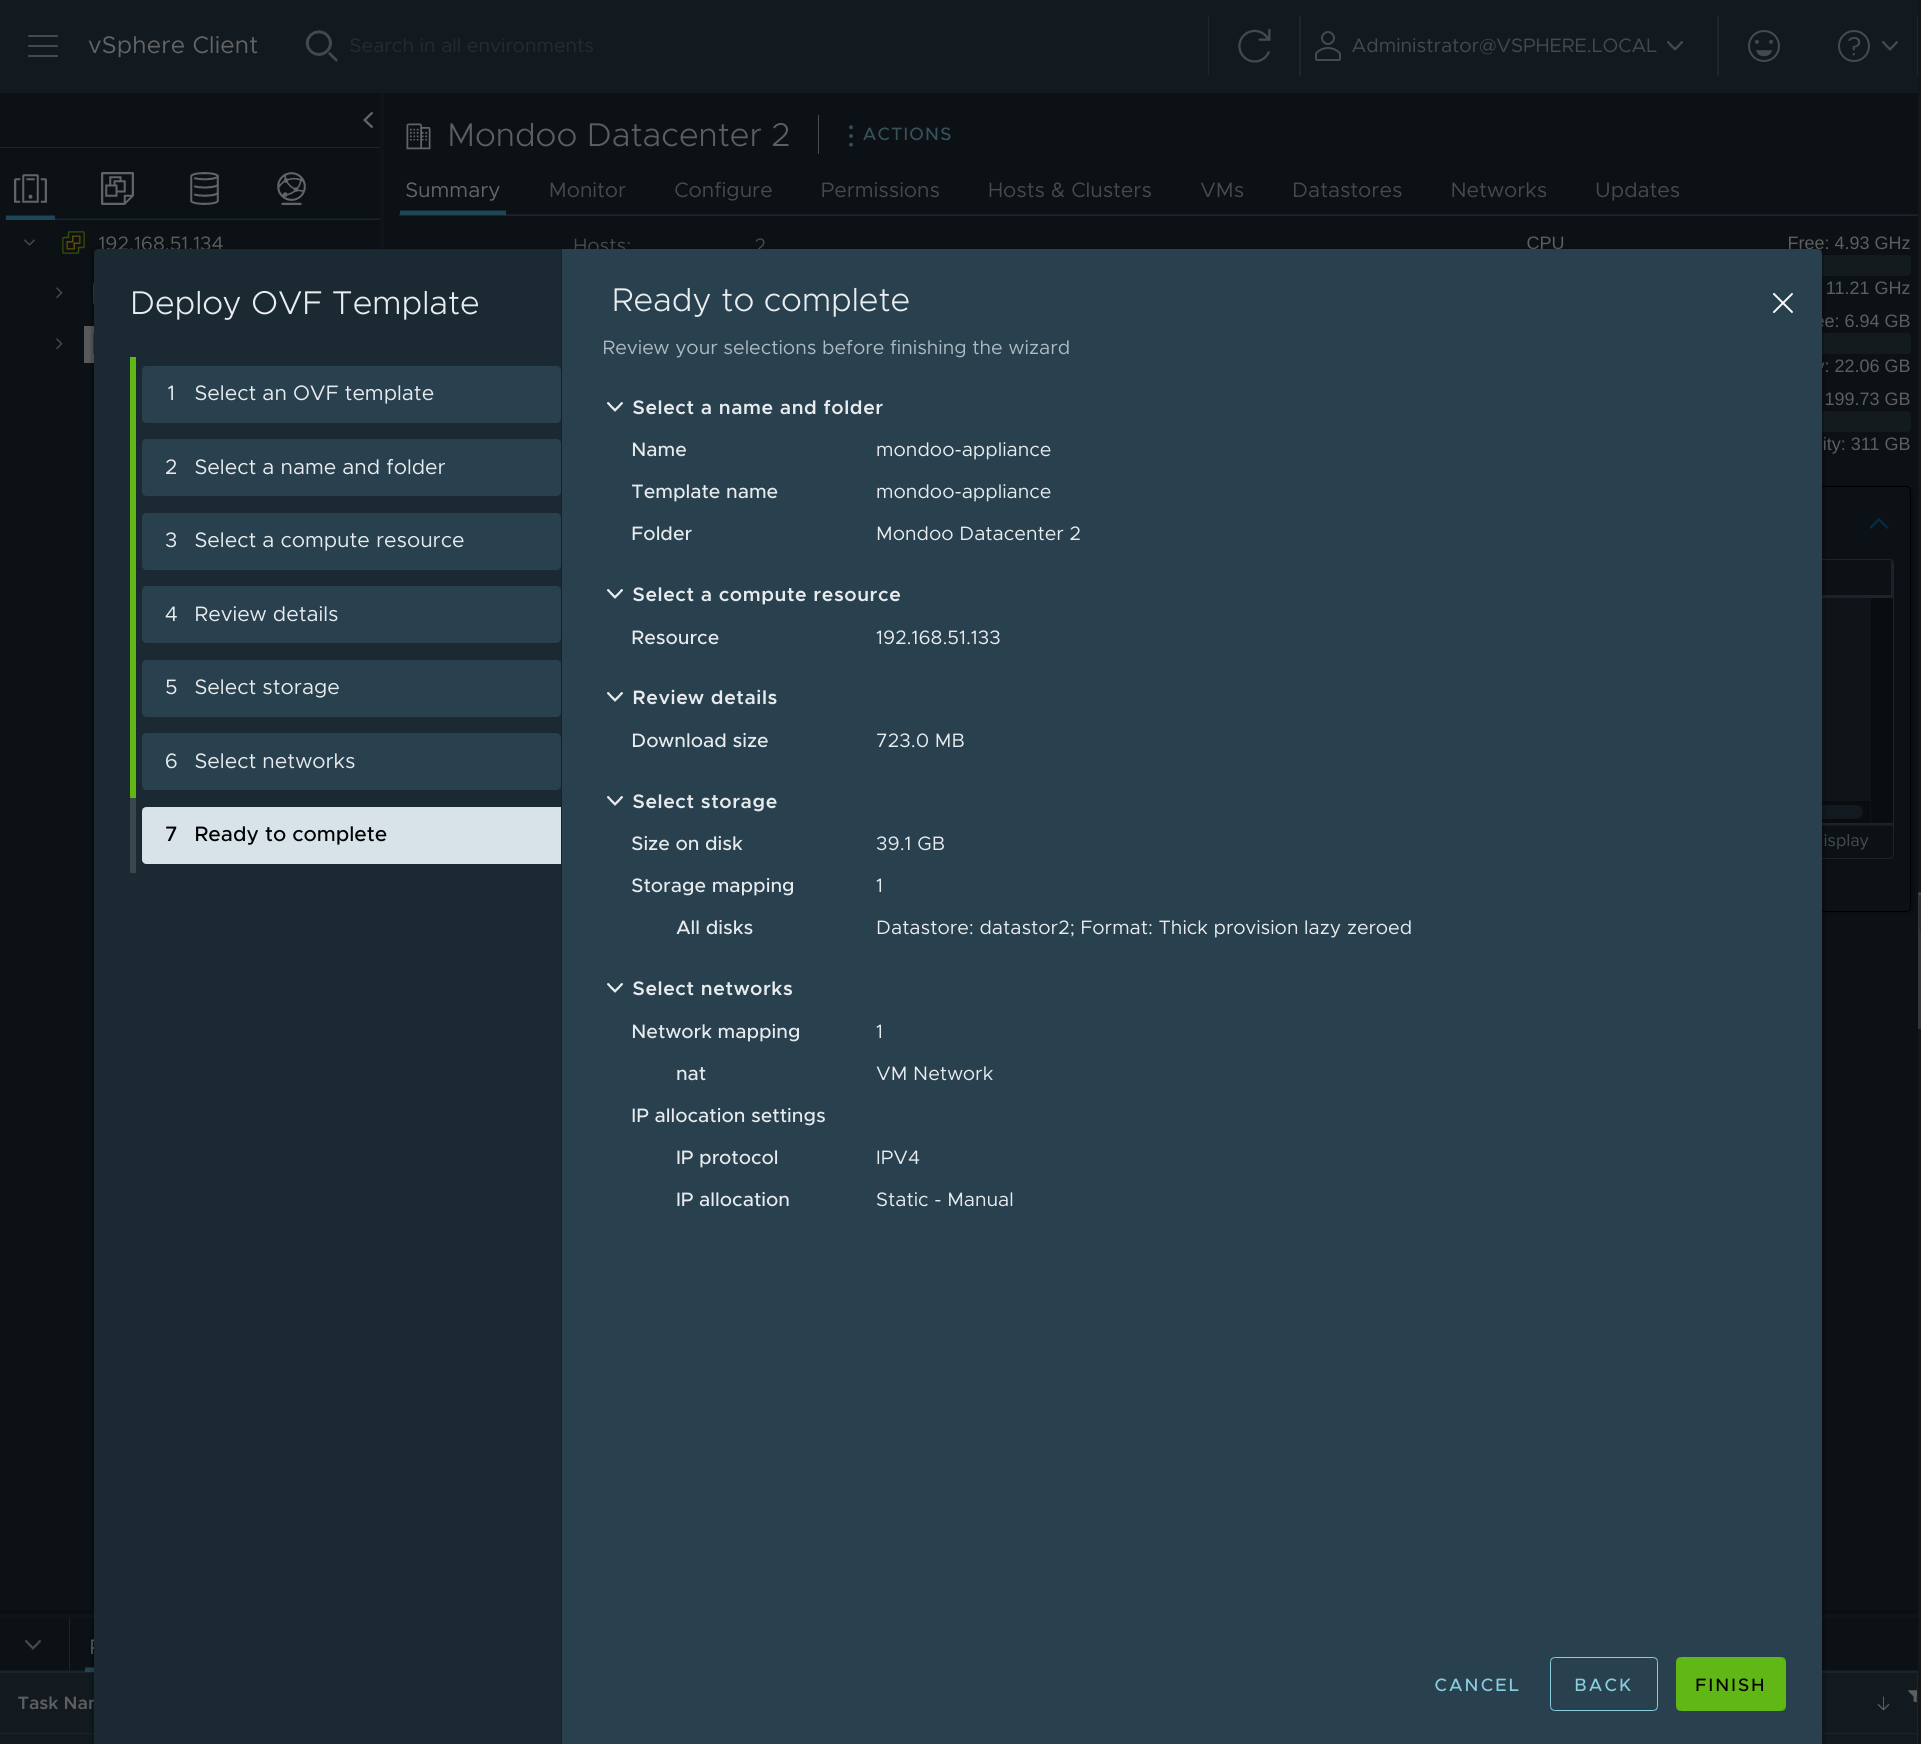 vSphere Client
Search in all environments
Administrator@VSPHERE.LOCAL
Mondoo Datacenter 2
ACTIONS
Summary Monitor Configure Permissions Hosts & Clusters VMs Datastores Networks Updates
192.168.51.134
Hosts: 2
CPU
Free: 4.93 GHz
11.21 GHz
6.94 GB
22.06 GB
199.73 GB
311 GB
Deploy OVF Template
1 Select an OVF template
2 Select a name and folder
3 Select a compute resource
4 Review details
5 Select storage
6 Select networks
7 Ready to complete
Ready to complete
Review your selections before finishing the wizard
Select a name and folder
Name mondoo-appliance
Template name mondoo-appliance
Folder Mondoo Datacenter 2
Select a compute resource
Resource 192.168.51.133
Review details
Download size 723.0 MB
Select storage
Size on disk 39.1 GB
Storage mapping 1
All disks Datastore: datastor2; Format: Thick provision lazy zeroed
Select networks
Network mapping 1
nat VM Network
IP allocation settings
IP protocol IPV4
IP allocation Static - Manual
CANCEL BACK FINISH
Task